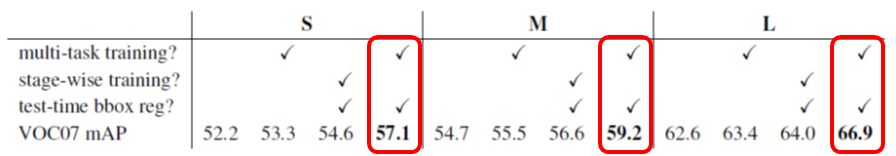 S M L
multi-task training? ✓ ✓ ✓ ✓ ✓ ✓
stage-wise training? ✓ ✓ ✓
test-time bbox reg? ✓ ✓ ✓ ✓ ✓ ✓
VOC07 mAP 52.2 53.3 54.6 57.1 54.7 55.5 56.6 59.2 62.6 63.4 64.0 66.9